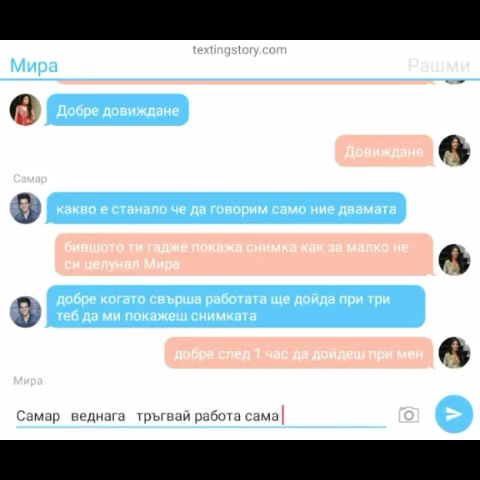 textingstory.com
Мира
Рашми
Добре довиждане
Довиждане
Самар
какво е станало че да говорим само ние двамата
бившото ти гадже покажа снимка как за малко не
си целунал Мира
добре когато свърша работата ще дойда при три
теб да ми покажеш снимката
добре след 1 час да дойдеш при мен
Мира
Самар веднага тръгвай работа сама